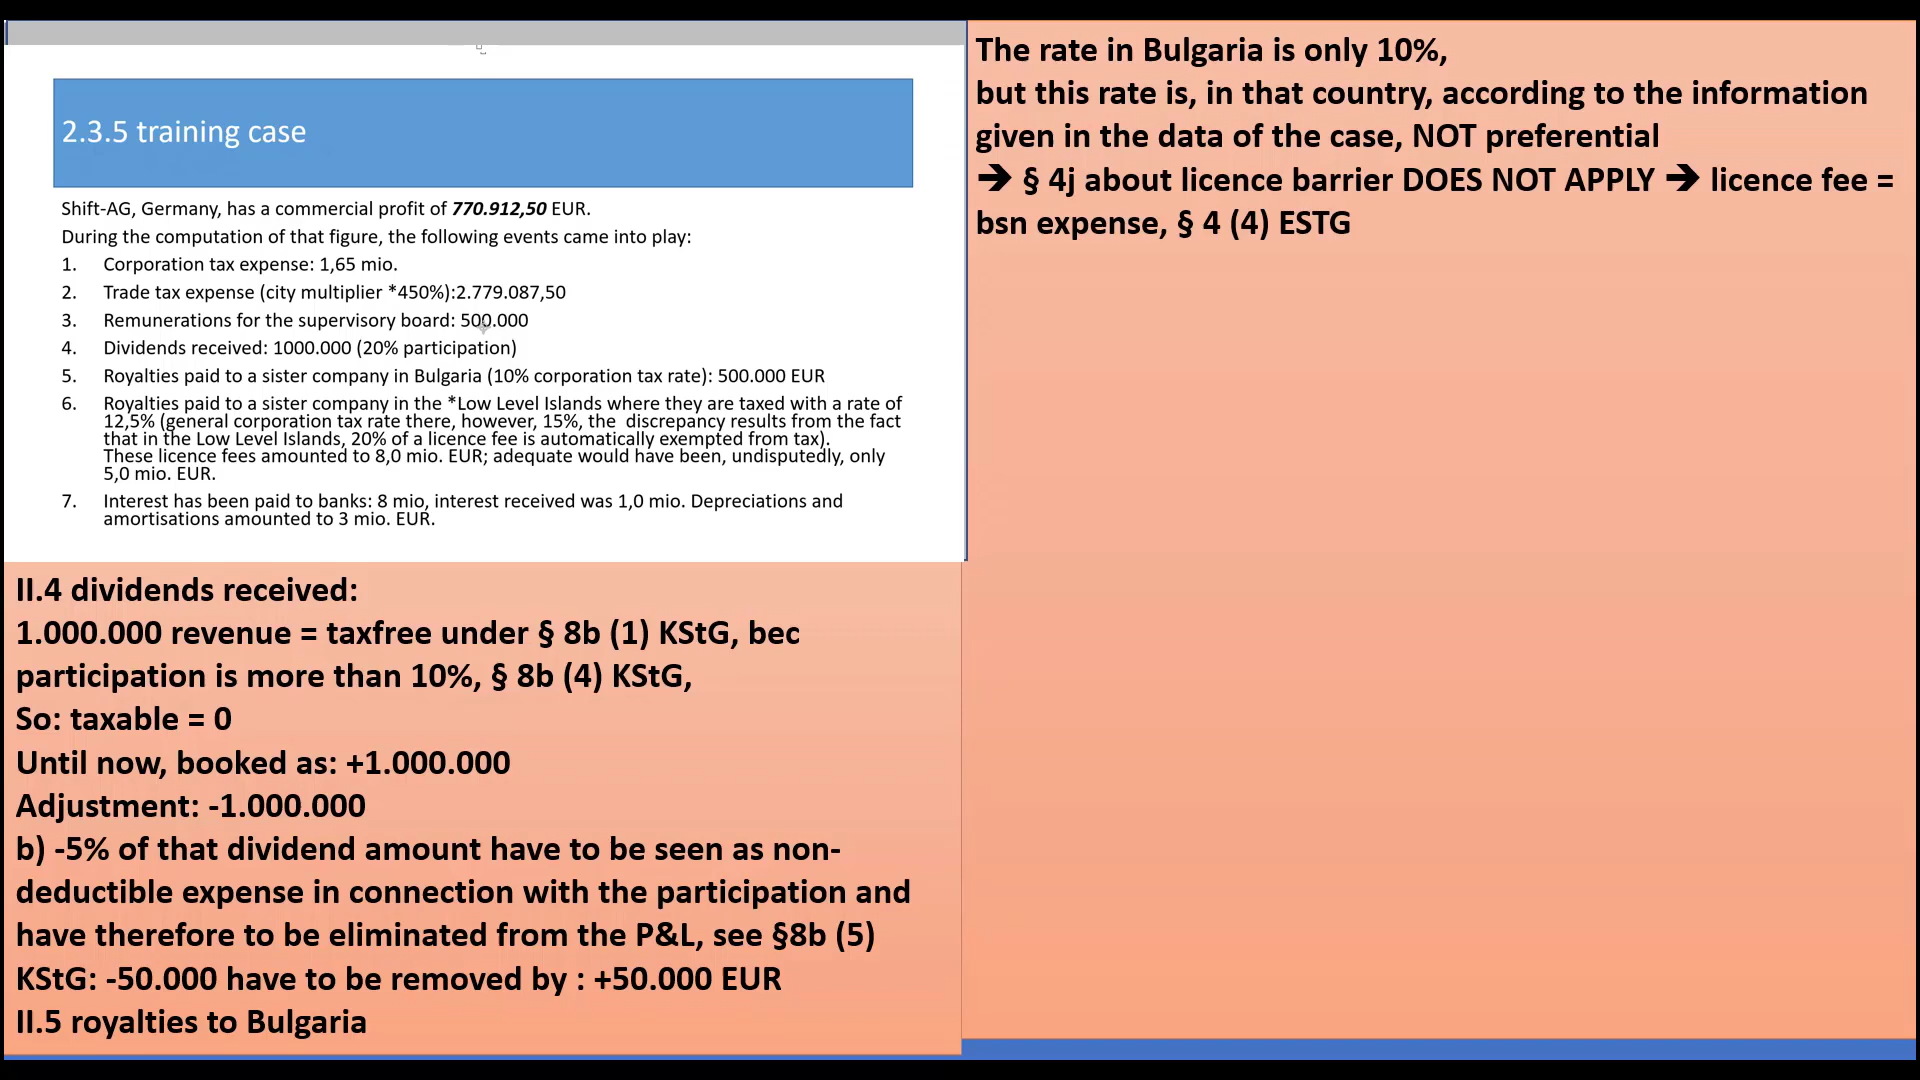 2.3.5 training case
Shift-AG, Germany, has a commercial profit of 770.912,50 EUR.
During the computation of that figure, the following events came into play:
1. Corporation tax expense: 1,65 mio.
2. Trade tax expense (city multiplier *450%):2.779.087,50
3. Remunerations for the supervisory board: 500.000
4. Dividends received: 1000.000 (20% participation)
5. Royalties paid to a sister company in Bulgaria (10% corporation tax rate): 500.000 EUR
6. Royalties paid to a sister company in the *Low Level Islands where they are taxed with a rate of
12,5% (general corporation tax rate there, however, 15%, the discrepancy results from the fact
that in the Low Level Islands, 20% of a licence fee is automatically exempted from tax).
These licence fees amounted to 8,0 mio. EUR; adequate would have been, undisputedly, only
5,0 mio. EUR.
7. Interest has been paid to banks: 8 mio, interest received was 1,0 mio. Depreciations and
amortisations amounted to 3 mio. EUR.
II.4 dividends received:
1.000.000 revenue = taxfree under § 8b (1) KStG, bec
participation is more than 10%, § 8b (4) KStG,
So: taxable = 0
Until now, booked as: +1.000.000
Adjustment: -1.000.000
b) -5% of that dividend amount have to be seen as non-
deductible expense in connection with the participation and
have therefore to be eliminated from the P&L, see §8b (5)
KStG: -50.000 have to be removed by : +50.000 EUR
II.5 royalties to Bulgaria
The rate in Bulgaria is only 10%,
but this rate is, in that country, according to the information
given in the data of the case, NOT preferential
➔ § 4j about licence barrier DOES NOT APPLY ➔ licence fee =
bsn expense, § 4 (4) ESTG